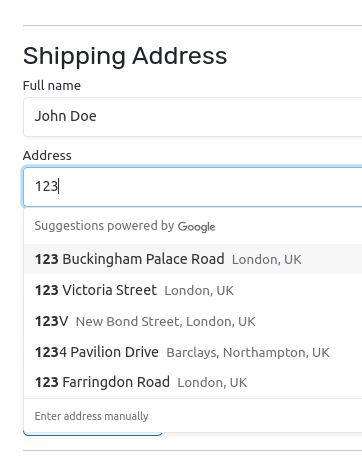 Shipping Address
Full name
John Doe
Address
123
Suggestions powered by Google
123 Buckingham Palace Road London, UK
123 Victoria Street London, UK
123V New Bond Street, London, UK
1234 Pavilion Drive Barclays, Northampton, UK
123 Farringdon Road London, UK
Enter address manually